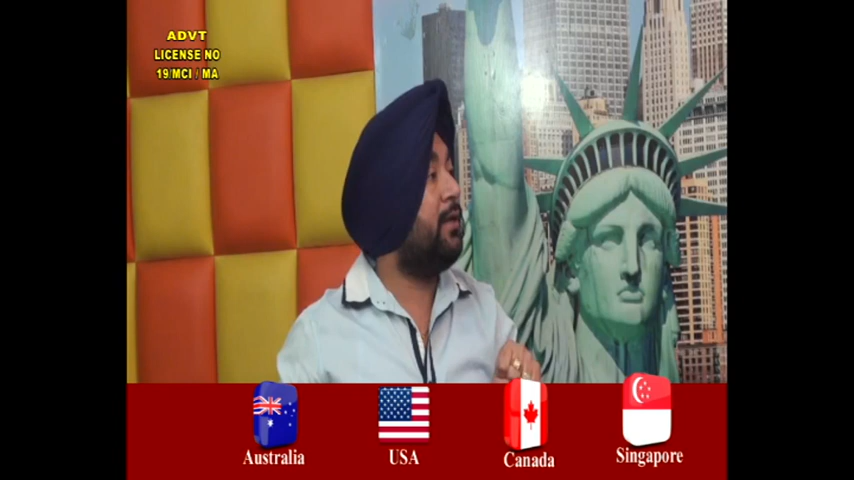 ADVT
LICENSE NO
19/MCI / MA
Australia
USA
Canada
Singapore